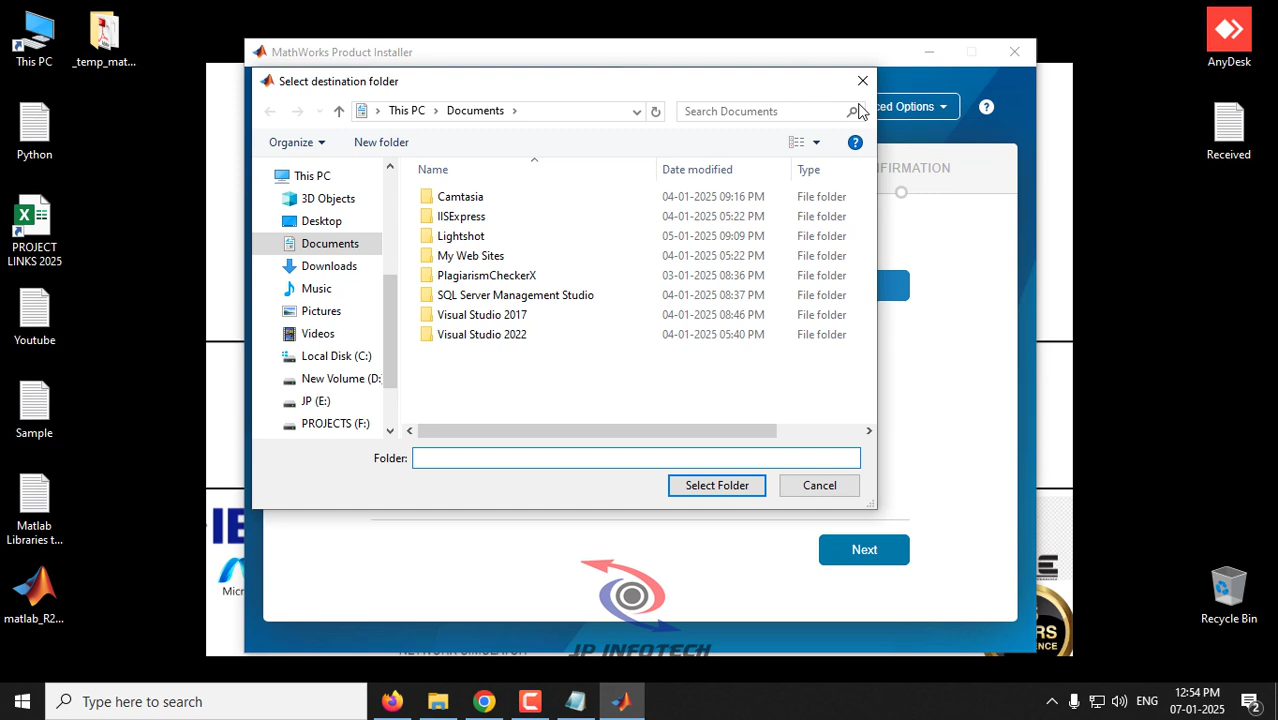 This PC
_temp_mat...
Python
PROJECT
LINKS 2025
Youtube
Sample
Matlab
Libraries t...
matlab_R2...
MathWorks Product Installer
Select destination folder
This PC
Documents
Search Documents
ced Options
Organize
New folder
This PC
3D Objects
Desktop
Documents
Downloads
Music
Pictures
Videos
Local Disk (C:)
New Volume (D:
JP (E:)
PROJECTS (F:)
Name Date modified Type
Camtasia 04-01-2025 09:16 PM File folder
IISExpress 04-01-2025 05:22 PM File folder
Lightshot 05-01-2025 09:09 PM File folder
My Web Sites 04-01-2025 05:22 PM File folder
PlagiarismCheckerX 03-01-2025 08:36 PM File folder
SQL Server Management Studio 04-01-2025 08:37 PM File folder
Visual Studio 2017 04-01-2025 08:46 PM File folder
Visual Studio 2022 04-01-2025 05:40 PM File folder
Folder:
Select Folder
Cancel
FIRMATION
Next
JP INFOTECH
IE
Micr
E
RS
IENCE
AnyDesk
Received
Recycle Bin
Type here to search
ENG
12:54 PM
07-01-2025
2